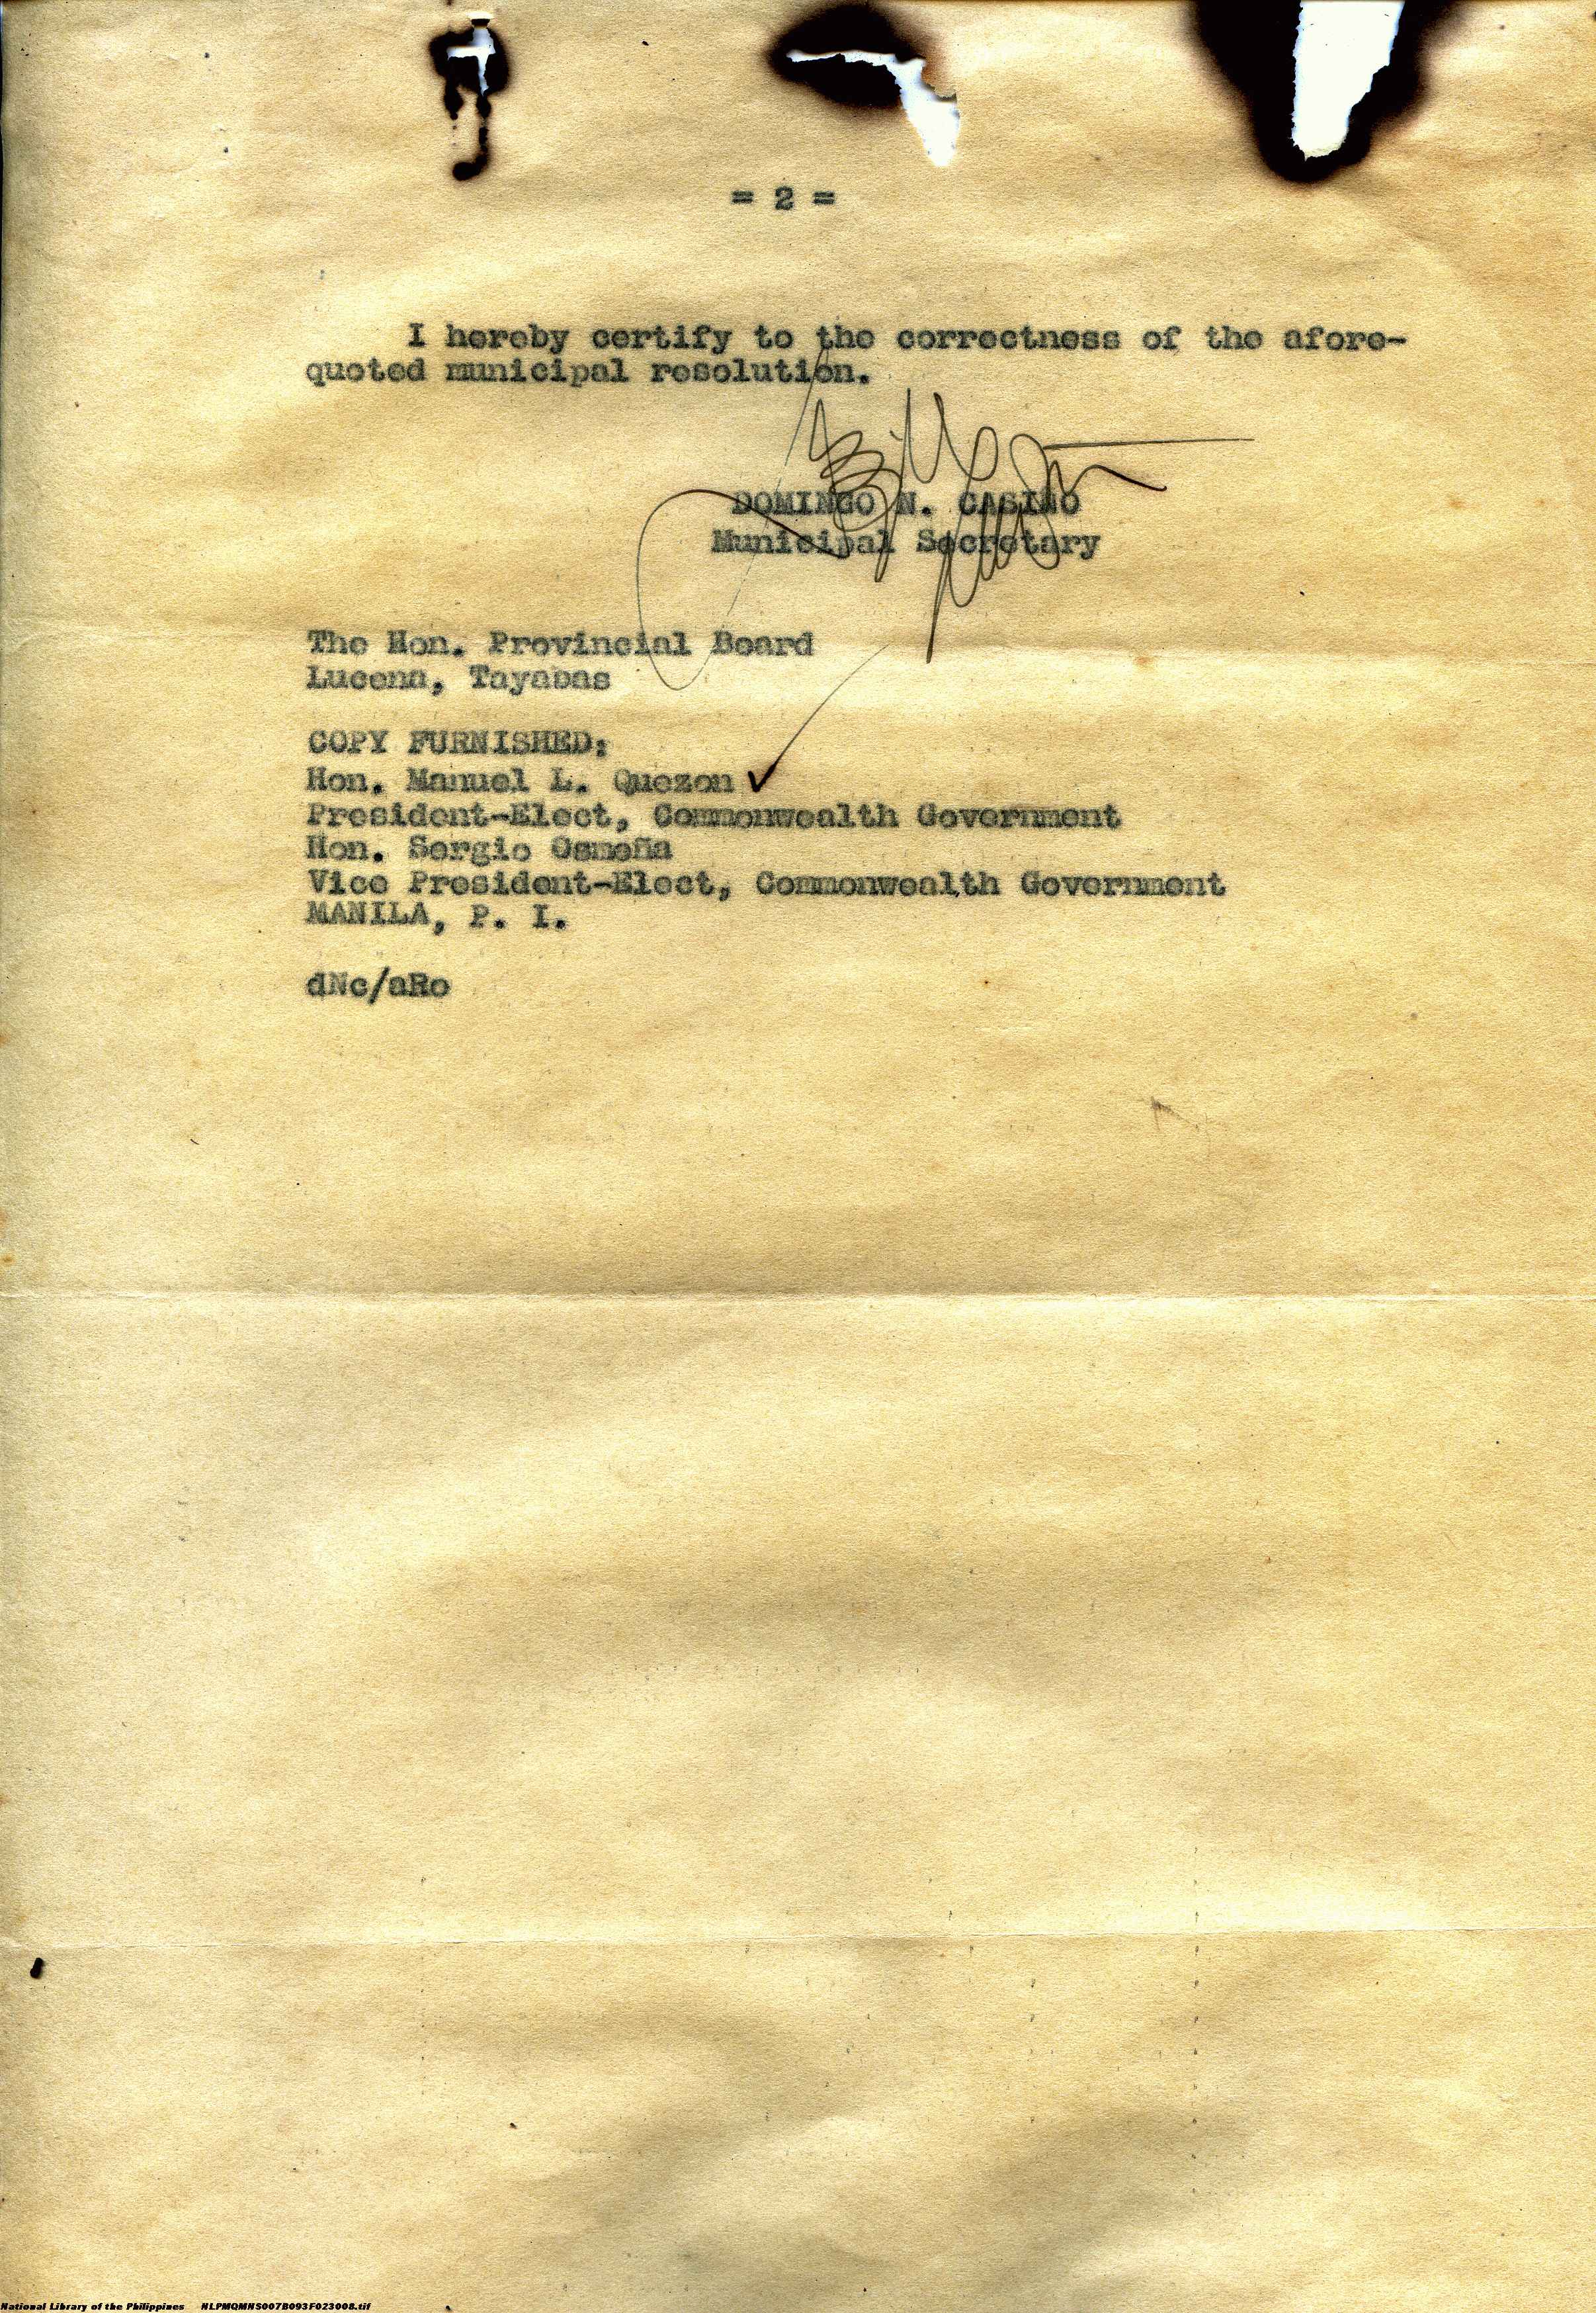 = 2 =
I hereby certify to the correctness of the afore-
quoted municipal resolution.
DOMINGO N. CASIÑO
Municipal Secretary
The Hon. Provincial Board
Lucena, Tayabas
COPY FURNISHED:
Hon. Manuel L. Quezon ✓
President-Elect, Commonwealth Government
Hon. Sergio Osmeña
Vice President-Elect, Commonwealth Government
MANILA, P. I.
dNc/aRo
National Library of the Philippines NLPMQMNS007B093F023008.tif